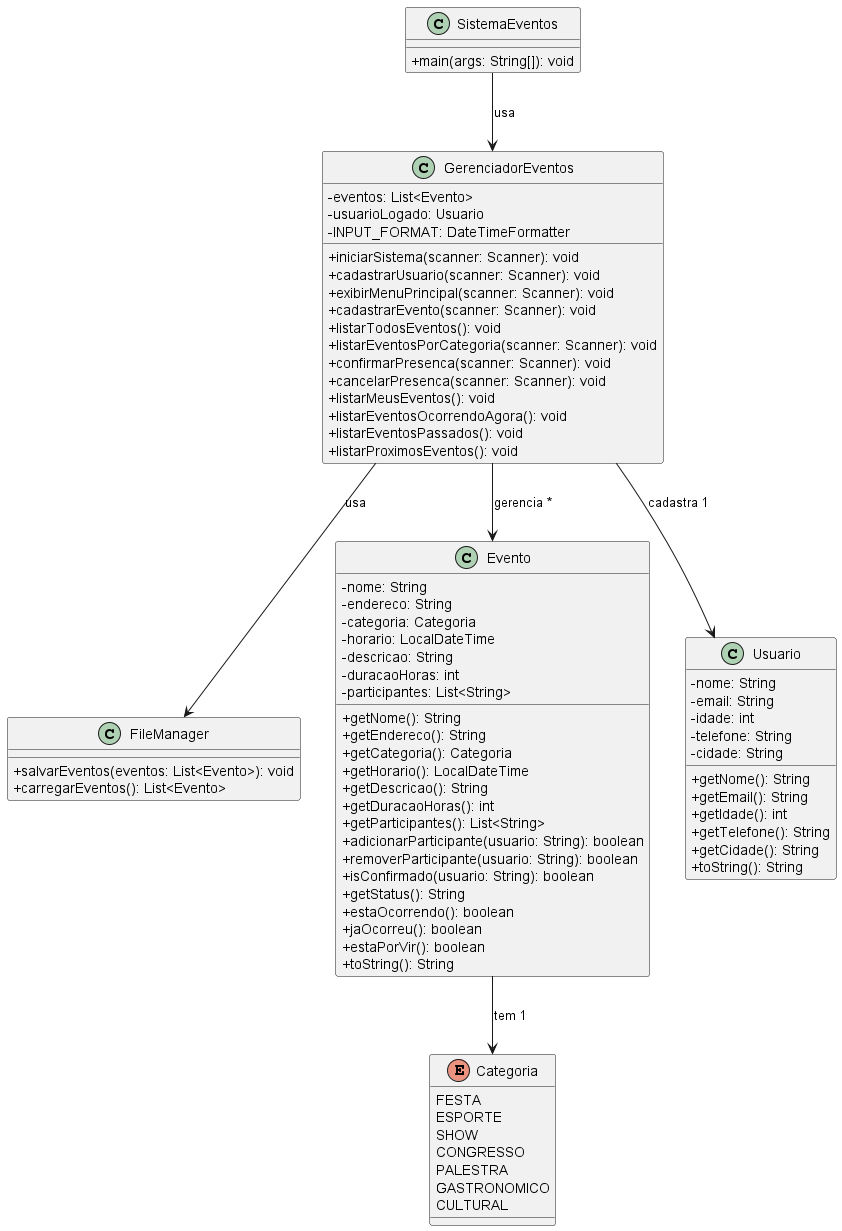 C SistemaEventos
+main(args: String[]): void
usa
C GerenciadorEventos
-eventos: List<Evento>
-usuarioLogado: Usuario
-INPUT_FORMAT: DateTimeFormatter
+iniciarSistema(scanner: Scanner): void
+cadastrarUsuario(scanner: Scanner): void
+exibirMenuPrincipal(scanner: Scanner): void
+cadastrarEvento(scanner: Scanner): void
+listarTodosEventos(): void
+listarEventosPorCategoria(scanner: Scanner): void
+confirmarPresenca(scanner: Scanner): void
+cancelarPresenca(scanner: Scanner): void
+listarMeusEventos(): void
+listarEventosOcorrendoAgora(): void
+listarEventosPassados(): void
+listarProximosEventos(): void
usa
gerencia *
cadastra 1
C FileManager
+salvarEventos(eventos: List<Evento>): void
+carregarEventos(): List<Evento>
C Evento
-nome: String
-endereco: String
-categoria: Categoria
-horario: LocalDateTime
-descricao: String
-duracaoHoras: int
-participantes: List<String>
+getNome(): String
+getEndereco(): String
+getCategoria(): Categoria
+getHorario(): LocalDateTime
+getDescricao(): String
+getDuracaoHoras(): int
+getParticipantes(): List<String>
+adicionarParticipante(usuario: String): boolean
+removerParticipante(usuario: String): boolean
+isConfirmado(usuario: String): boolean
+getStatus(): String
+estaOcorrendo(): boolean
+jaOcorreu(): boolean
+estaPorVir(): boolean
+toString(): String
C Usuario
-nome: String
-email: String
-idade: int
-telefone: String
-cidade: String
+getNome(): String
+getEmail(): String
+getIdade(): int
+getTelefone(): String
+getCidade(): String
+toString(): String
tem 1
E Categoria
FESTA
ESPORTE
SHOW
CONGRESSO
PALESTRA
GASTRONOMICO
CULTURAL